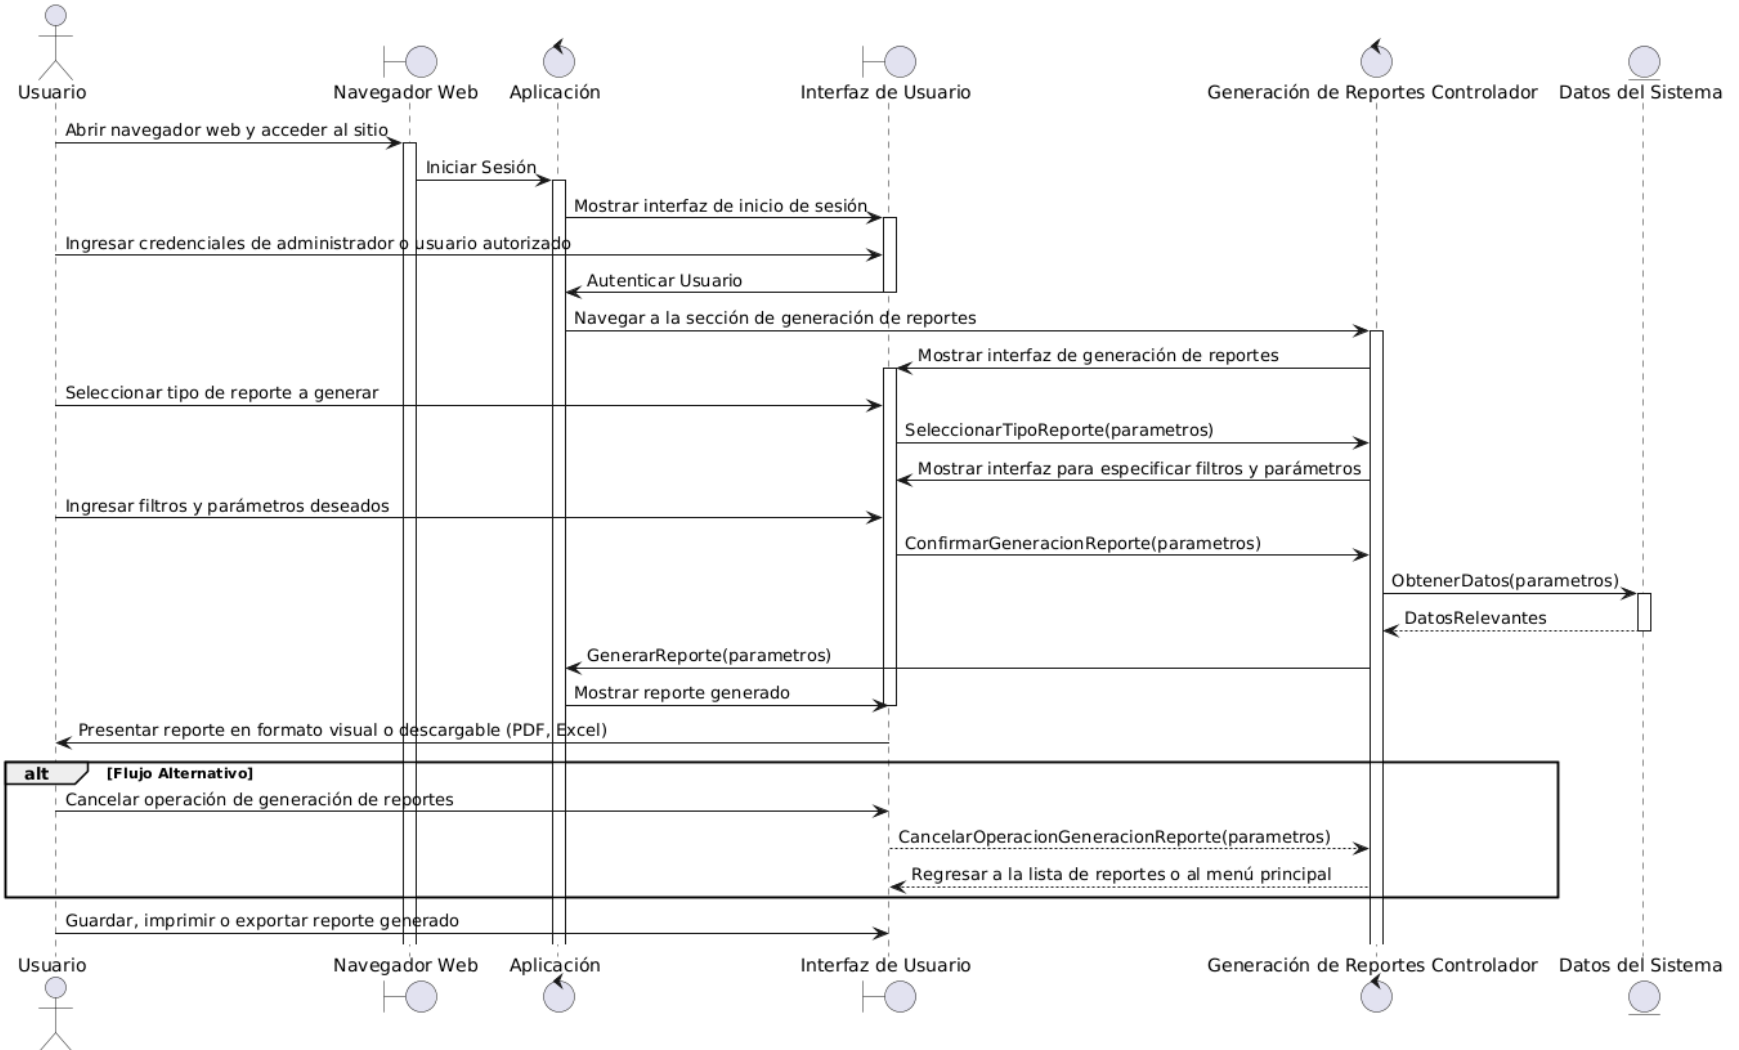 Usuario
Navegador Web
Aplicación
Interfaz de Usuario
Generación de Reportes Controlador
Datos del Sistema
Abrir navegador web y acceder al sitio
Iniciar Sesión
Mostrar interfaz de inicio de sesión
Ingresar credenciales de administrador o usuario autorizado
Autenticar Usuario
Navegar a la sección de generación de reportes
Mostrar interfaz de generación de reportes
Seleccionar tipo de reporte a generar
SeleccionarTipoReporte(parametros)
Mostrar interfaz para especificar filtros y parámetros
Ingresar filtros y parámetros deseados
ConfirmarGeneracionReporte(parametros)
ObtenerDatos(parametros)
DatosRelevantes
GenerarReporte(parametros)
Mostrar reporte generado
Presentar reporte en formato visual o descargable (PDF, Excel)
alt
[Flujo Alternativo]
Cancelar operación de generación de reportes
CancelarOperacionGeneracionReporte(parametros)
Regresar a la lista de reportes o al menú principal
Guardar, imprimir o exportar reporte generado
Usuario
Navegador Web
Aplicación
Interfaz de Usuario
Generación de Reportes Controlador
Datos del Sistema